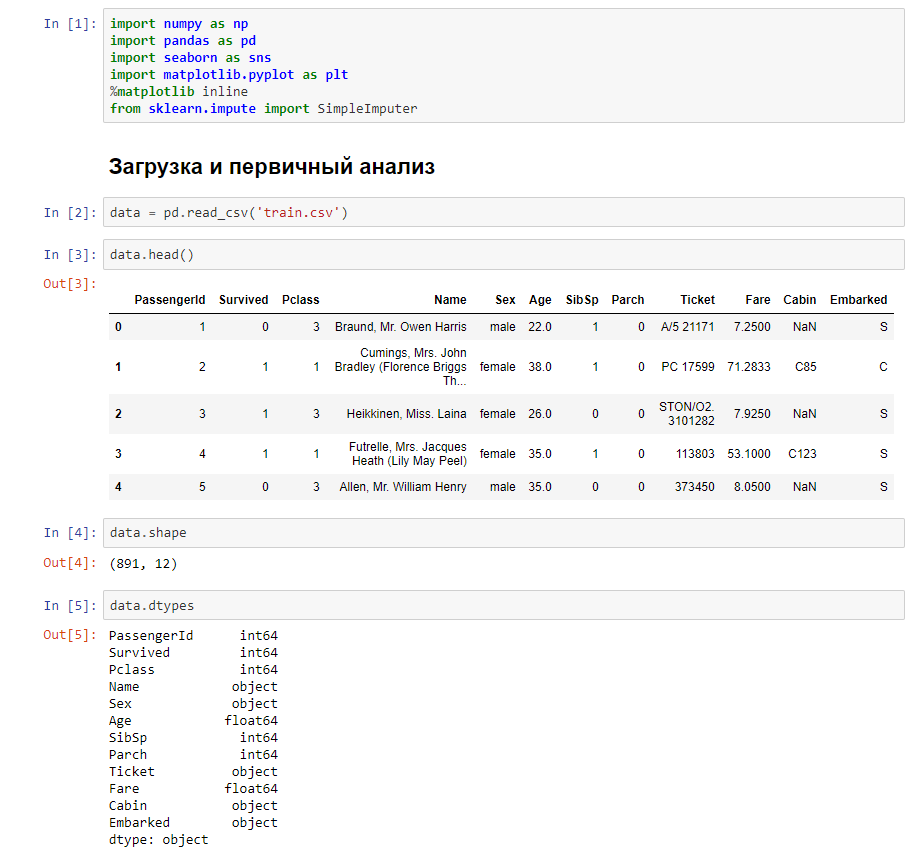 In [1]: import numpy as np
import pandas as pd
import seaborn as sns
import matplotlib.pyplot as plt
%matplotlib inline
from sklearn.impute import SimpleImputer
Загрузка и первичный анализ
In [2]: data = pd.read_csv('train.csv')
In [3]: data.head()
Out[3]:
PassengerId Survived Pclass Name Sex Age SibSp Parch Ticket Fare Cabin Embarked
0 1 0 3 Braund, Mr. Owen Harris male 22.0 1 0 A/5 21171 7.2500 NaN S
Cumings, Mrs. John
1 2 1 1 Bradley (Florence Briggs female 38.0 1 0 PC 17599 71.2833 C85 C
Th...
2 3 1 3 Heikkinen, Miss. Laina female 26.0 0 0 STON/O2. 7.9250 NaN S
3101282
3 4 1 1 Futrelle, Mrs. Jacques female 35.0 1 0 113803 53.1000 C123 S
Heath (Lily May Peel)
4 5 0 3 Allen, Mr. William Henry male 35.0 0 0 373450 8.0500 NaN S
In [4]: data.shape
Out[4]: (891, 12)
In [5]: data.dtypes
Out[5]: PassengerId int64
Survived int64
Pclass int64
Name object
Sex object
Age float64
SibSp int64
Parch int64
Ticket object
Fare float64
Cabin object
Embarked object
dtype: object